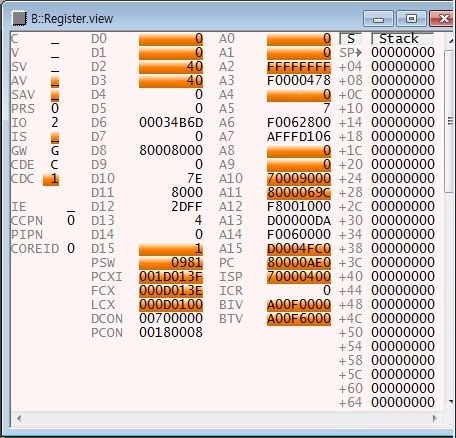 B::Register.view
C _ D0 0 A0 0 S Stack
V _ D1 0 A1 0 SP 00000000
SV _ D2 40 A2 FFFFFFFF +04 00000000
AV _ D3 40 A3 F0000478 +08 00000000
SAV _ D4 0 A4 0 +0C 00000000
PRS 0 D5 0 A5 7 +10 00000000
IO 2 D6 00034B6D A6 F0062800 +14 00000000
IS _ D7 0 A7 AFFFD106 +18 00000000
GW G D8 80008000 A8 0 +1C 00000000
CDE C D9 0 A9 0 +20 00000000
CDC 1 D10 7E A10 70009000 +24 00000000
D11 8000 A11 8000069C +28 00000000
IE _ D12 2DFF A12 F8001000 +2C 00000000
CCPN 0 D13 4 A13 D00000DA +30 00000000
PIPN D14 0 A14 F0060000 +34 00000000
COREID 0 D15 1 A15 D0004FC0 +38 00000000
PSW 0981 PC 80000AE0 +3C 00000000
PCXI 001D013F ISP 70000400 +40 00000000
FCX 000D013E ICR 0 +44 00000000
LCX 000D0100 BIV A00F0000 +48 00000000
DCON 00700000 BTV A00F6000 +4C 00000000
PCON 00180008 +50 00000000
+54 00000000
+58 00000000
+5C 00000000
+60 00000000
+64 00000000